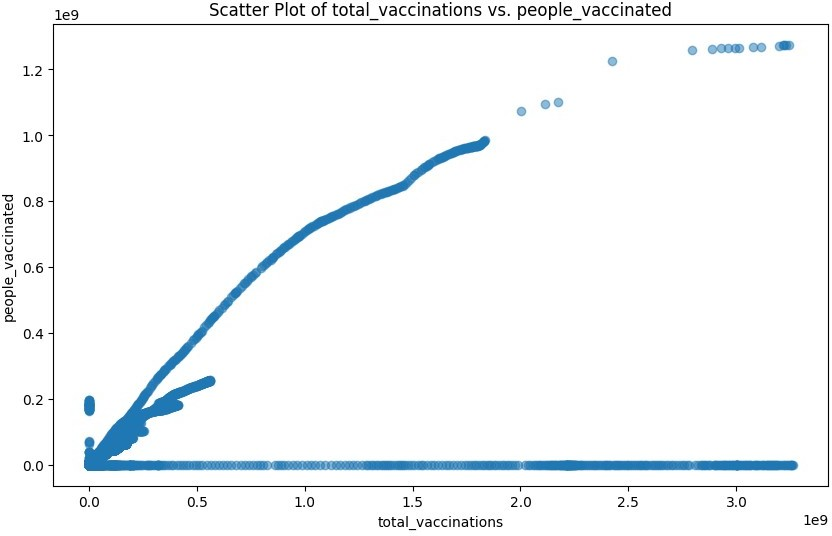 Scatter Plot of total_vaccinations vs. people_vaccinated
1e9
1.2
1.0
0.8
0.6
0.4
0.2
0.0
people_vaccinated
0.0 0.5 1.0 1.5 2.0 2.5 3.0
1e9
total_vaccinations